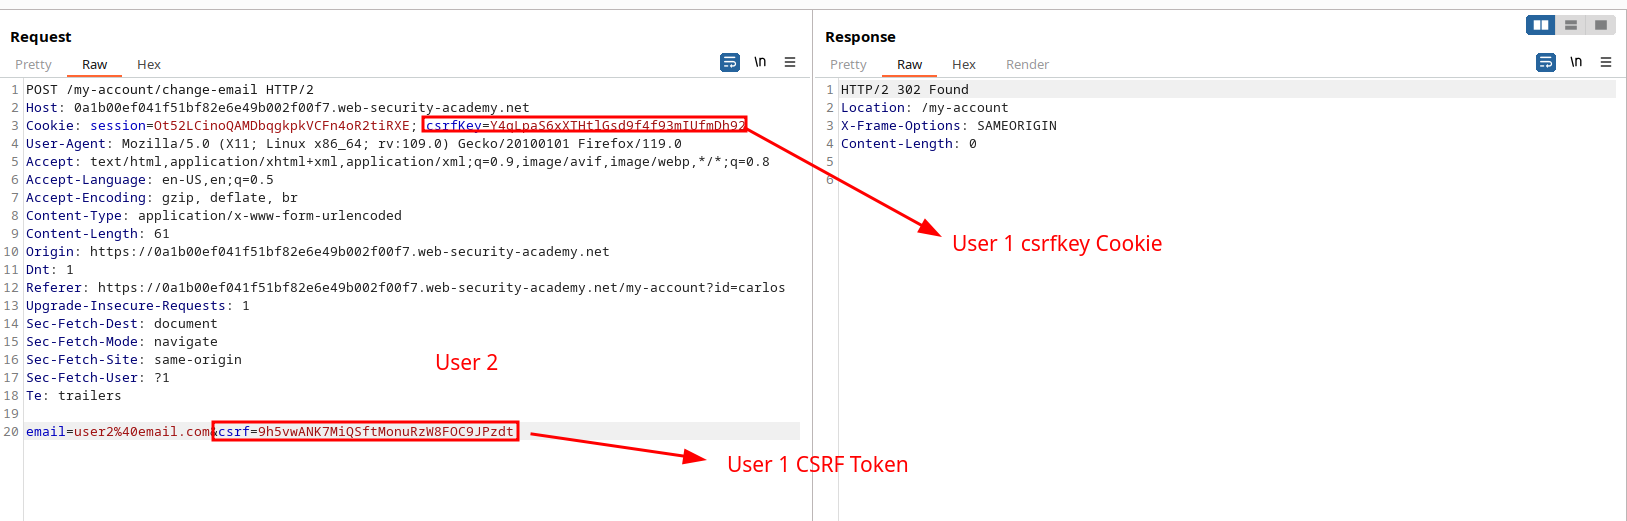 Request
Pretty Raw Hex
\n
1 POST /my-account/change-email HTTP/2
2 Host: 0a1b00ef041f51bf82e6e49b002f00f7.web-security-academy.net
3 Cookie: session=Ot52LCinoQAMDbqgkpkVCFn4oR2tiRXE; csrfKey=Y4qLpaS6xXTHtlGsd9f4f93mIUfmDh92
4 User-Agent: Mozilla/5.0 (X11; Linux x86_64; rv:109.0) Gecko/20100101 Firefox/119.0
5 Accept: text/html,application/xhtml+xml,application/xml;q=0.9,image/avif,image/webp,*/*;q=0.8
6 Accept-Language: en-US,en;q=0.5
7 Accept-Encoding: gzip, deflate, br
8 Content-Type: application/x-www-form-urlencoded
9 Content-Length: 61
10 Origin: https://0a1b00ef041f51bf82e6e49b002f00f7.web-security-academy.net
11 Dnt: 1
12 Referer: https://0a1b00ef041f51bf82e6e49b002f00f7.web-security-academy.net/my-account?id=carlos
13 Upgrade-Insecure-Requests: 1
14 Sec-Fetch-Dest: document
15 Sec-Fetch-Mode: navigate
16 Sec-Fetch-Site: same-origin
17 Sec-Fetch-User: ?1
18 Te: trailers
19
20 email=user2%40email.com&csrf=9h5vwANK7MiQSftMonuRzW8FOC9JPzdt
User 2
Response
Pretty Raw Hex Render
\n
1 HTTP/2 302 Found
2 Location: /my-account
3 X-Frame-Options: SAMEORIGIN
4 Content-Length: 0
5
6
User 1 csrfkey Cookie
User 1 CSRF Token